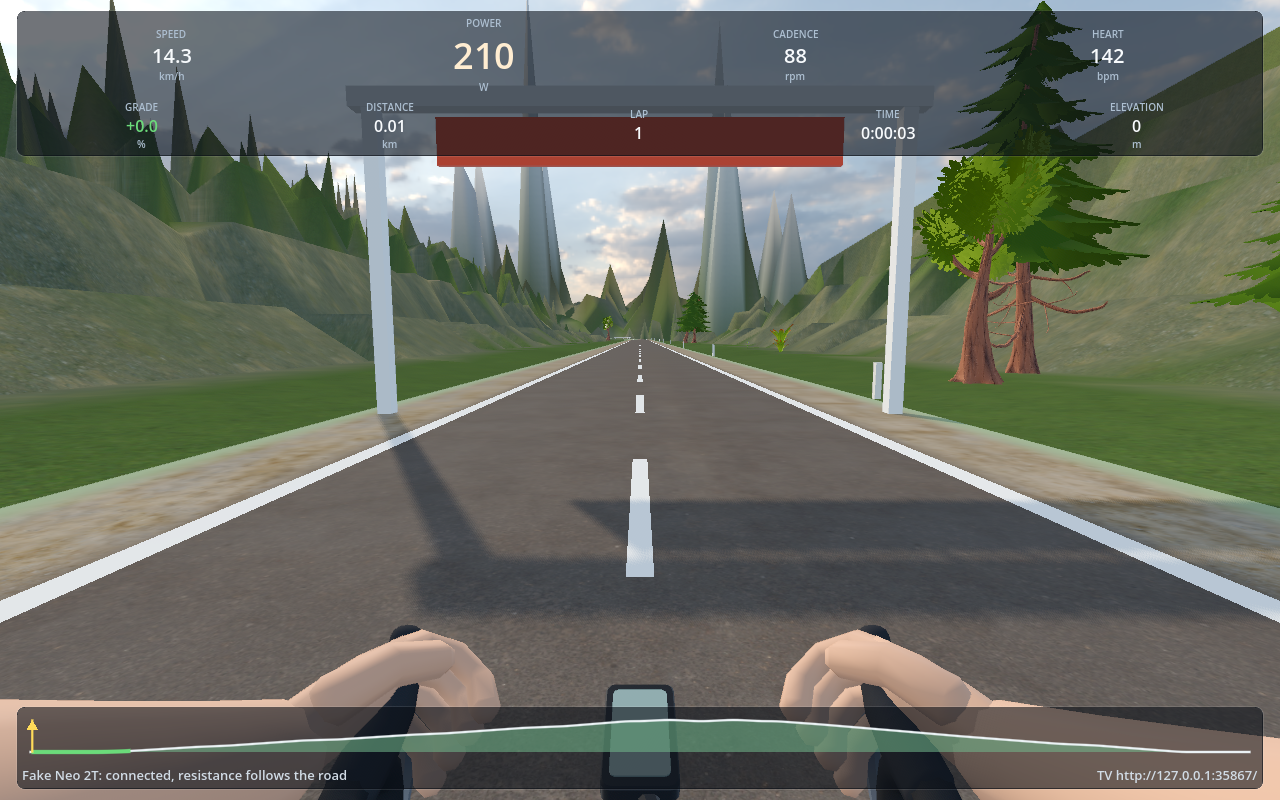 SPEED
14.3
km/h
POWER
210
W
CADENCE
88
rpm
HEART
142
bpm
GRADE
+0.0
%
DISTANCE
0.01
km
LAP
1
TIME
0:00:03
ELEVATION
0
m
Fake Neo 2T: connected, resistance follows the road
TV http://127.0.0.1:35867/